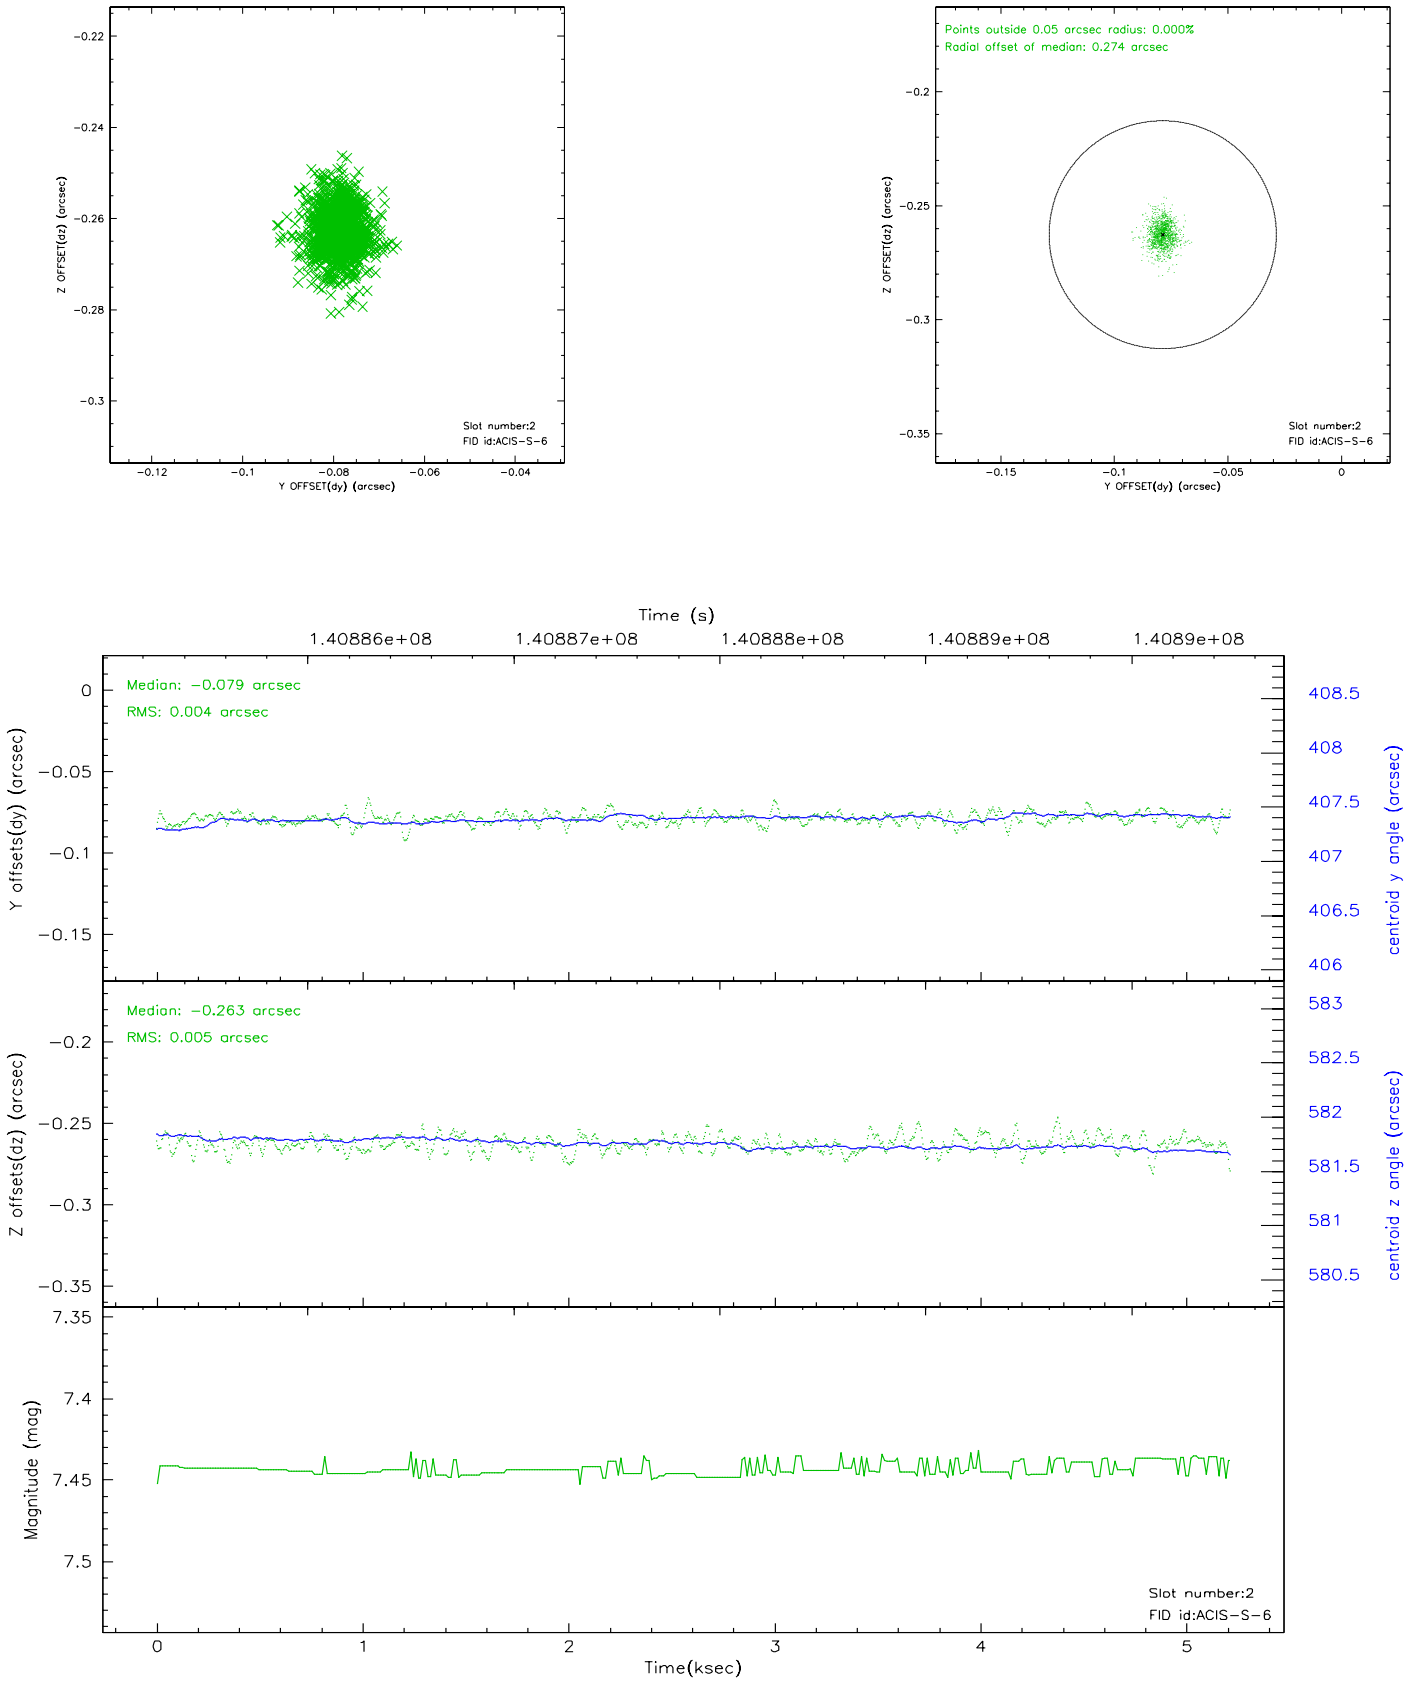 −0.22
−0.24
−0.26
−0.28
−0.3
Z OFFSET(dz) (arcsec)
Slot number:2
FID id:ACIS−S−6
−0.12 −0.1 −0.08 −0.06 −0.04
Y OFFSET(dy) (arcsec)
Points outside 0.05 arcsec radius: 0.000%
Radial offset of median: 0.274 arcsec
−0.2
−0.25
−0.3
−0.35
Z OFFSET(dz) (arcsec)
Slot number:2
FID id:ACIS−S−6
−0.15 −0.1 −0.05 0
Y OFFSET(dy) (arcsec)
Time (s)
1.40886e+08 1.40887e+08 1.40888e+08 1.40889e+08 1.4089e+08
Median: −0.079 arcsec
RMS: 0.004 arcsec
0
−0.05
−0.1
−0.15
Y offsets(dy) (arcsec)
408.5
408
407.5
407
406.5
406
centroid y angle (arcsec)
Median: −0.263 arcsec
RMS: 0.005 arcsec
−0.2
−0.25
−0.3
−0.35
Z offsets(dz) (arcsec)
583
582.5
582
581.5
581
580.5
centroid z angle (arcsec)
7.35
7.4
7.45
7.5
Magnitude (mag)
Slot number:2
FID id:ACIS−S−6
0 1 2 3 4 5
Time(ksec)